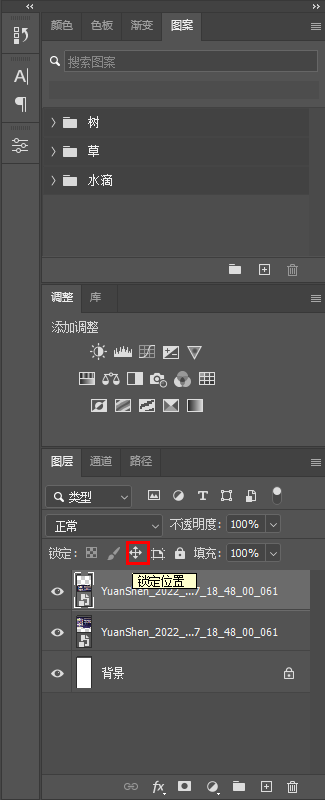 颜色 色板 渐变 图案
搜索图案
树
草
水滴
调整 库
添加调整
图层 通道 路径
类型
正常 不透明度: 100%
锁定: 填充: 100%
锁定位置
YuanShen_2022_...7_18_48_00_061
YuanShen_2022_...7_18_48_00_061
背景
fx